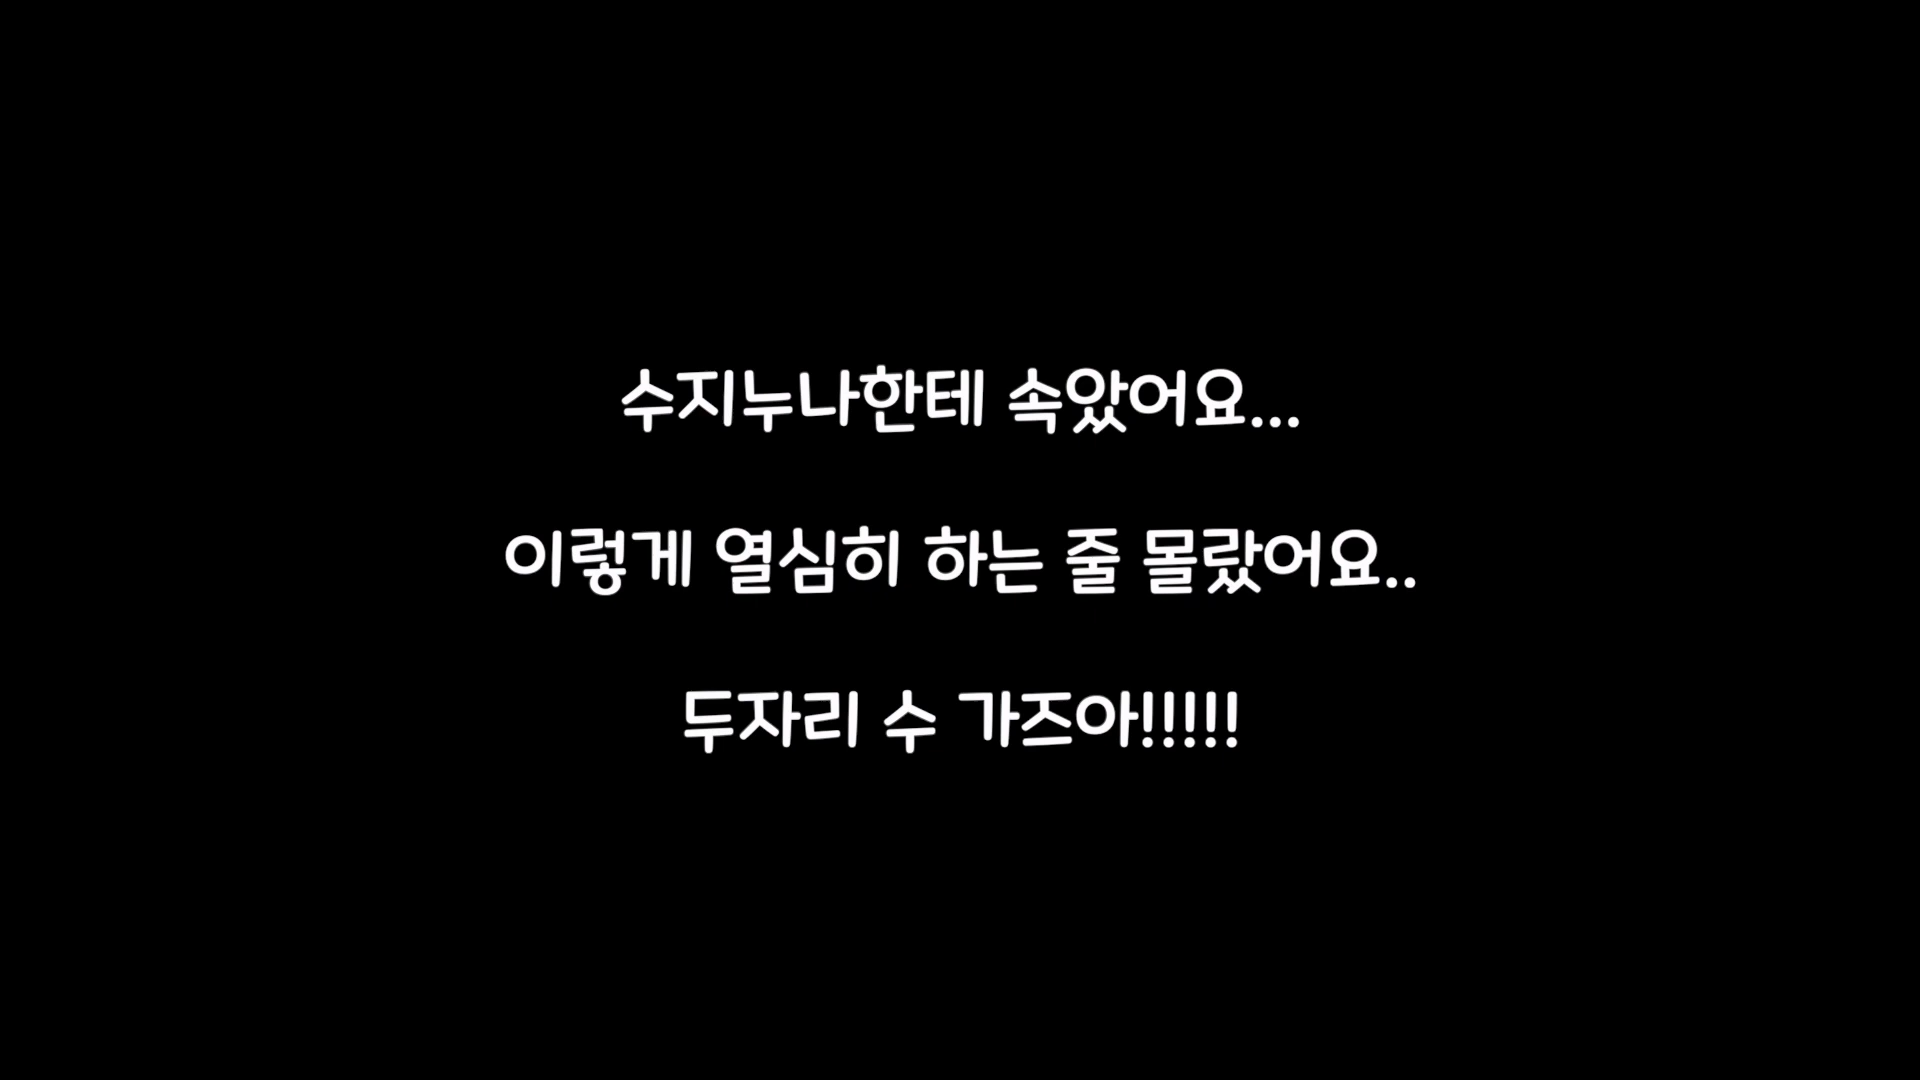 수지누나한테 속았어요...
이렇게 열심히 하는 줄 몰랐어요..
두자리 수 가즈아!!!!!